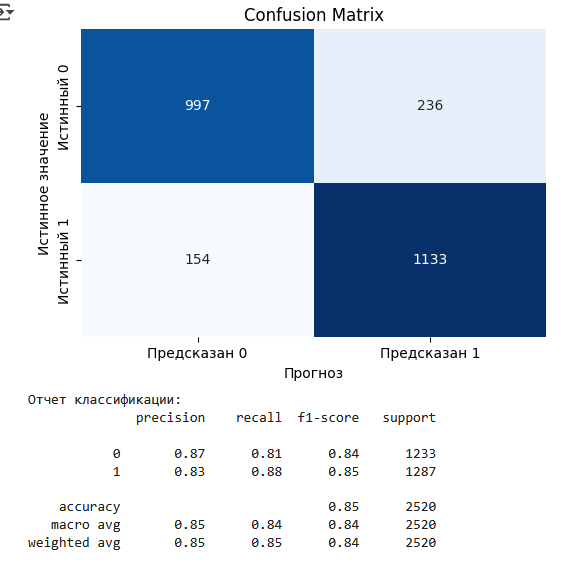 Confusion Matrix
Истинное значение
Истинный 0
997 236
Истинный 1
154 1133
Предсказан 0 Предсказан 1
Прогноз
Отчет классификации:
precision recall f1-score support
0 0.87 0.81 0.84 1233
1 0.83 0.88 0.85 1287
accuracy 0.85 2520
macro avg 0.85 0.84 0.84 2520
weighted avg 0.85 0.85 0.84 2520